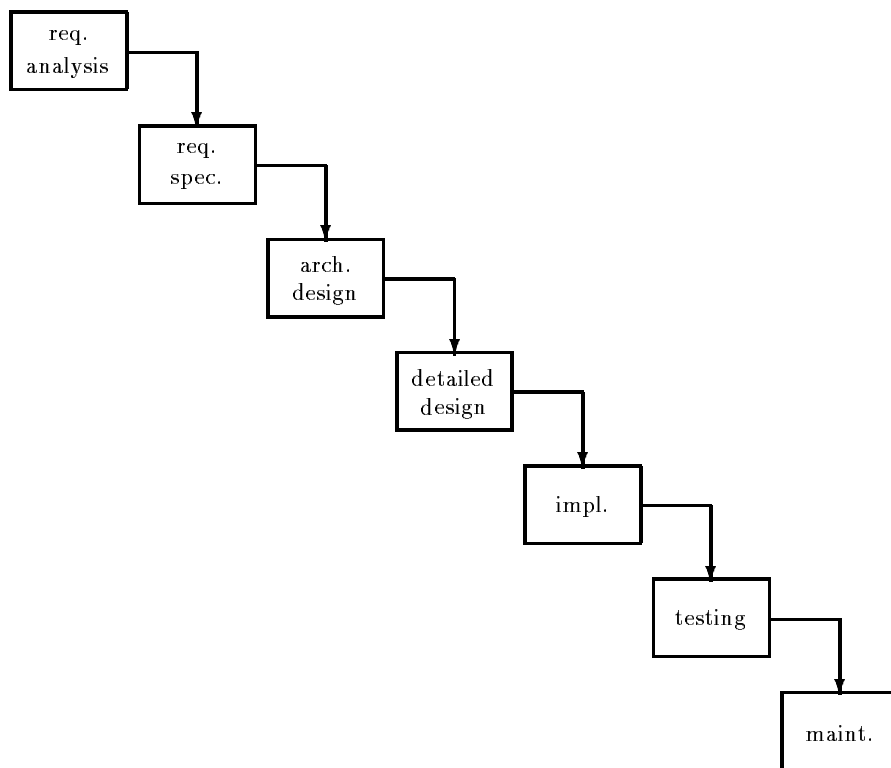 req.
analysis
req.
spec.
arch.
design
detailed
design
impl.
testing
maint.